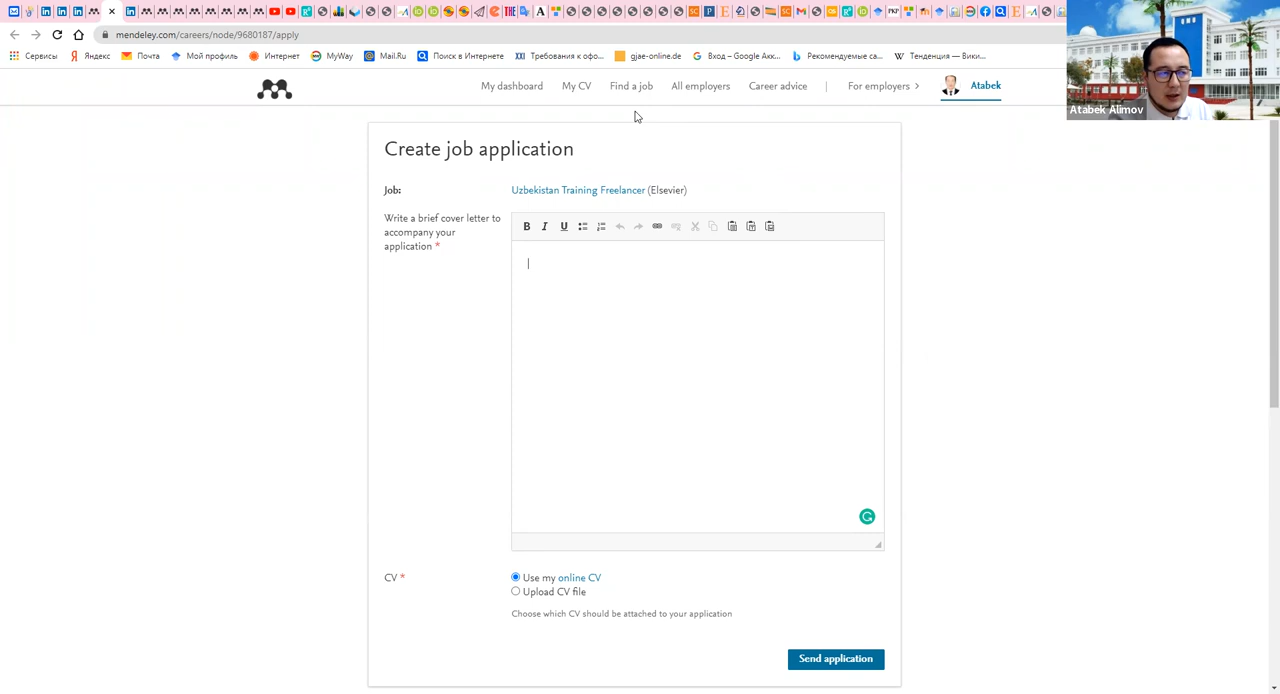 mendeley.com/careers/node/9680187/apply
Сервисы Яндекс Почта Мой профиль Интернет MyWay Mail.Ru Поиск в Интернете Требования к офо... gjae-online.de Вход – Google Акк... Рекомендуемые са... Тенденция — Вики...
My dashboard My CV Find a job All employers Career advice | For employers > Atabek
Atabek Alimov
Create job application
Job: Uzbekistan Training Freelancer (Elsevier)
Write a brief cover letter to
accompany your
application *
B I U
CV * Use my online CV
Upload CV file
Choose which CV should be attached to your application
Send application